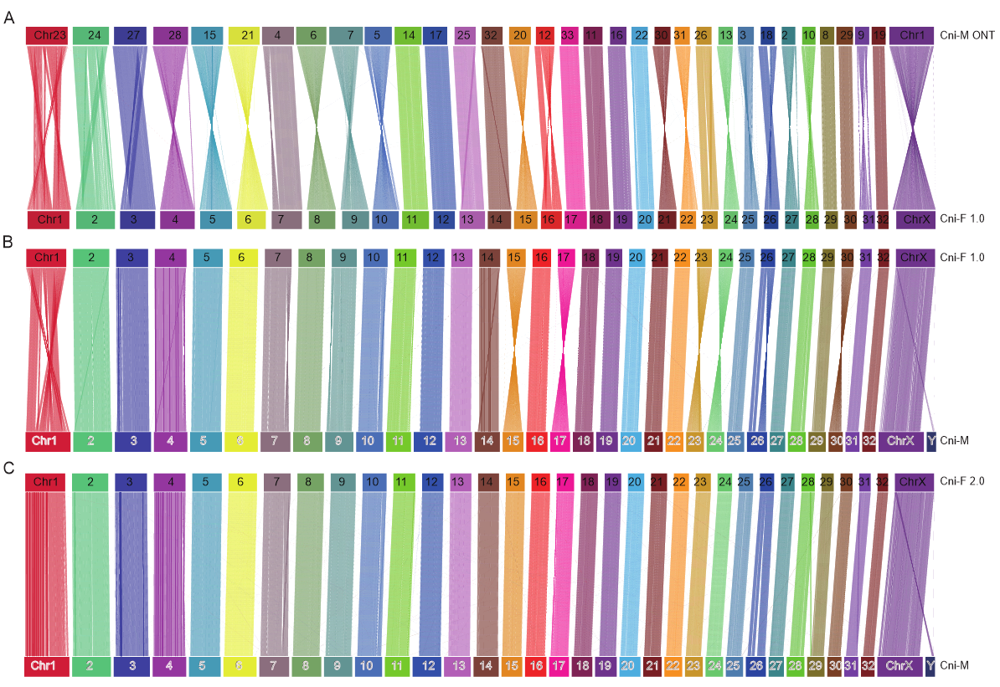 A
Chr23 24 27 28 15 21 4 6 7 5 14 17 25 32 20 12 33 11 16 22 30 31 26 13 3 18 2 10 8 29 9 19 Chr1 Cni-M ONT
Chr1 2 3 4 5 6 7 8 9 10 11 12 13 14 15 16 17 18 19 20 21 22 23 24 25 26 27 28 29 30 31 32 ChrX Cni-F 1.0
B
Chr1 2 3 4 5 6 7 8 9 10 11 12 13 14 15 16 17 18 19 20 21 22 23 24 25 26 27 28 29 30 31 32 ChrX Cni-F 1.0
Chr1 2 3 4 5 6 7 8 9 10 11 12 13 14 15 16 17 18 19 20 21 22 23 24 25 26 27 28 29 30 31 32 ChrX Y Cni-M
C
Chr1 2 3 4 5 6 7 8 9 10 11 12 13 14 15 16 17 18 19 20 21 22 23 24 25 26 27 28 29 30 31 32 ChrX Cni-F 2.0
Chr1 2 3 4 5 6 7 8 9 10 11 12 13 14 15 16 17 18 19 20 21 22 23 24 25 26 27 28 29 30 31 32 ChrX Y Cni-M